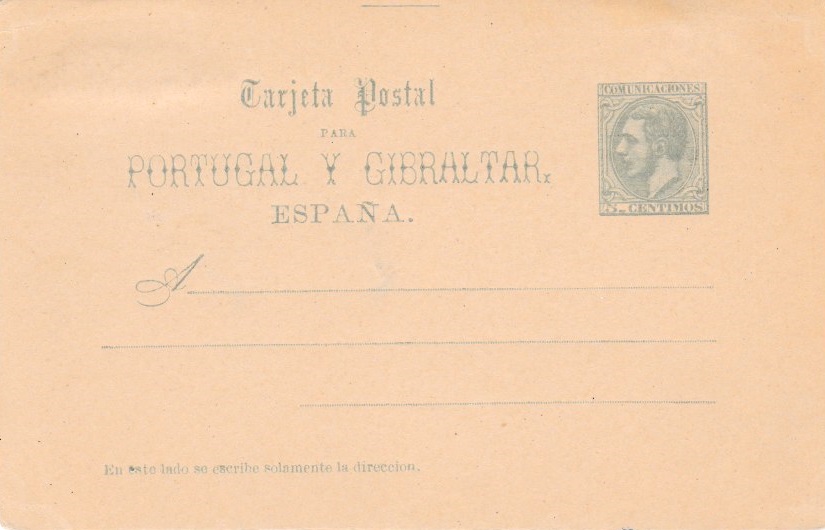 Tarjeta Postal
PARA
PORTUGAL Y GIBRALTAR.
ESPAÑA.
COMUNICACIONES
CENTIMOS
A
En este lado se escribe solamente la direccion.